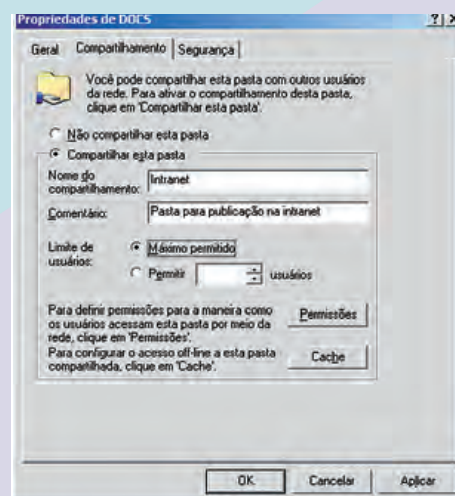 Propriedades de DOCS
Geral Compartilhamento Segurança
Você pode compartilhar esta pasta com outros usuários
da rede. Para ativar o compartilhamento desta pasta,
clique em 'Compartilhar esta pasta'.
Não compartilhar esta pasta
Compartilhar esta pasta
Nome do
compartilhamento:
Intranet
Comentário:
Pasta para publicação na intranet
Limite de
usuários:
Máximo permitido
Permitir usuários
Para definir permissões para a maneira como
os usuários acessam esta pasta por meio da
rede, clique em 'Permissões'.
Permissões
Para configurar o acesso off-line a esta pasta
compartilhada, clique em 'Cache'.
Cache
OK Cancelar Aplicar